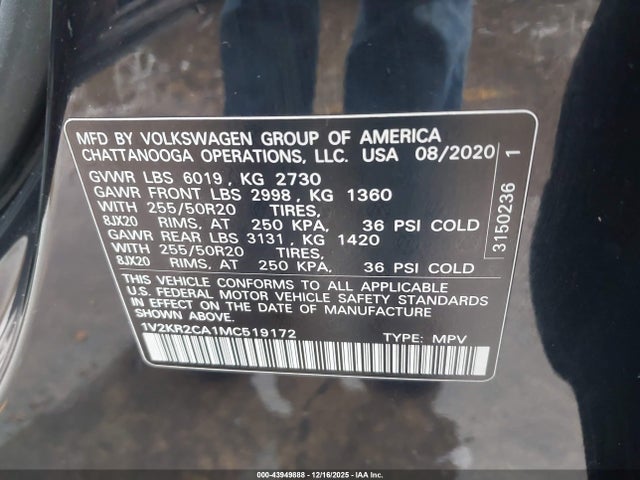 MFD BY VOLKSWAGEN GROUP OF AMERICA
CHATTANOOGA OPERATIONS, LLC. USA 08/2020
GVWR LBS 6019, KG 2730
GAWR FRONT LBS 2998, KG 1360
WITH 255/50R20 TIRES,
8JX20 RIMS, AT 250 KPA, 36 PSI COLD
GAWR REAR LBS 3131, KG 1420
WITH 255/50R20 TIRES,
8JX20 RIMS, AT 250 KPA, 36 PSI COLD
THIS VEHICLE CONFORMS TO ALL APPLICABLE
U.S. FEDERAL MOTOR VEHICLE SAFETY STANDARDS
IN EFFECT ON THE DATE OF MANUFACTURE
1V2KR2CA1MC519172 TYPE: MPV
3150236 1
000-43949888 - 12/16/2025 - IAA Inc.